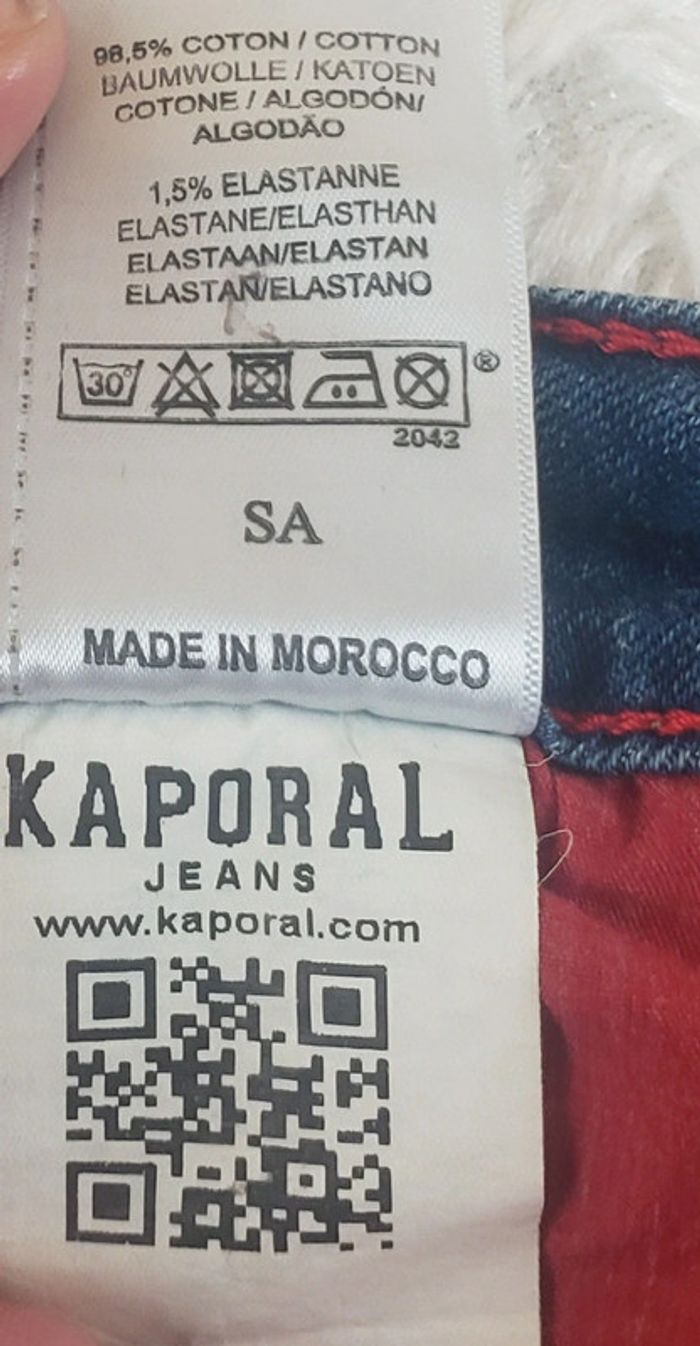 98,5% COTON / COTTON
BAUMWOLLE / KATOEN
COTONE / ALGODÓN/
ALGODÃO
1,5% ELASTANNE
ELASTANE/ELASTHAN
ELASTAAN/ELASTAN
ELASTAN/ELASTANO
30°
®
2042
SA
MADE IN MOROCCO
KAPORAL
JEANS
www.kaporal.com